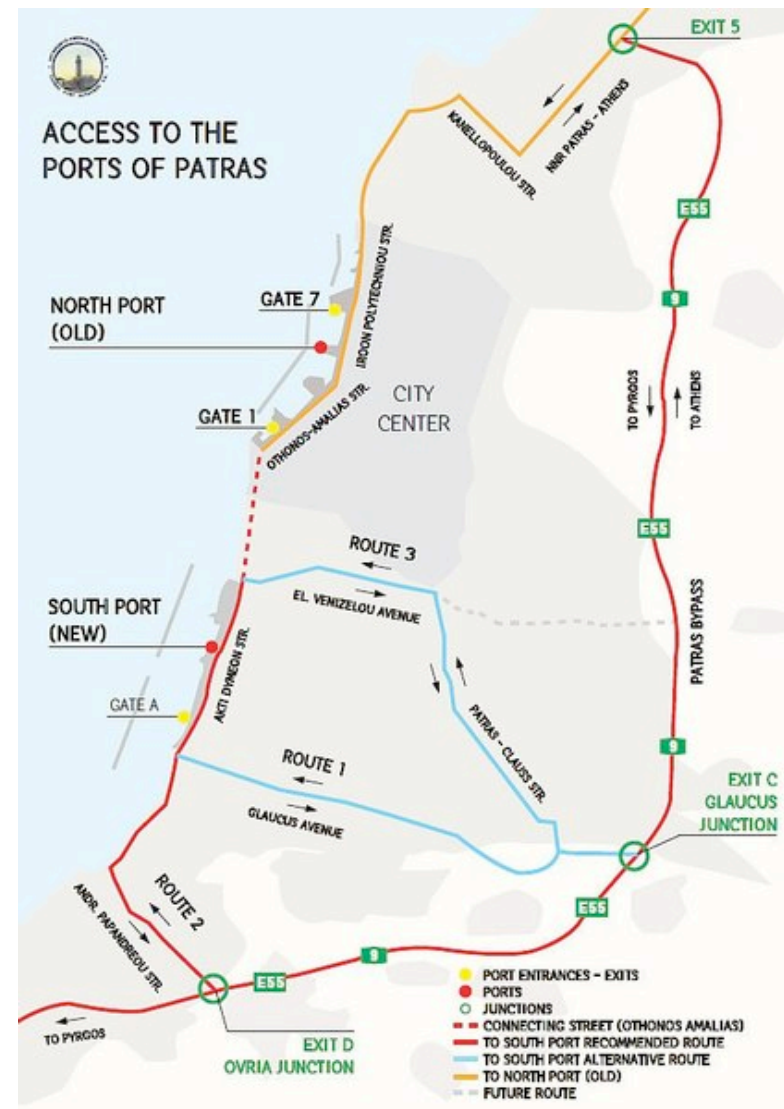 EXIT 5
ACCESS TO THE
PORTS OF PATRAS
KANELLOPOULOU STR.
NNR PATRAS - ATHENS
E55
9
IROON POLYTECHNIOU STR.
GATE 7
NORTH PORT
(OLD)
CITY
CENTER
TO PYRGOS
TO ATHENS
GATE 1
OTHONOS-AMALIAS STR.
E55
ROUTE 3
EL. VENIZELOU AVENUE
SOUTH PORT
(NEW)
AKTI DYMEON STR.
PATRAS BYPASS
GATE A
PATRAS - CLAUSS STR.
9
ROUTE 1
GLAUCUS AVENUE
EXIT C
GLAUCUS
JUNCTION
ROUTE 2
ANDR. PAPANDREOU STR.
E55
9
E55
TO PYRGOS
EXIT D
OVRIA JUNCTION
PORT ENTRANCES - EXITS
PORTS
JUNCTIONS
CONNECTING STREET (OTHONOS AMALIAS)
TO SOUTH PORT RECOMMENDED ROUTE
TO SOUTH PORT ALTERNATIVE ROUTE
TO NORTH PORT (OLD)
FUTURE ROUTE